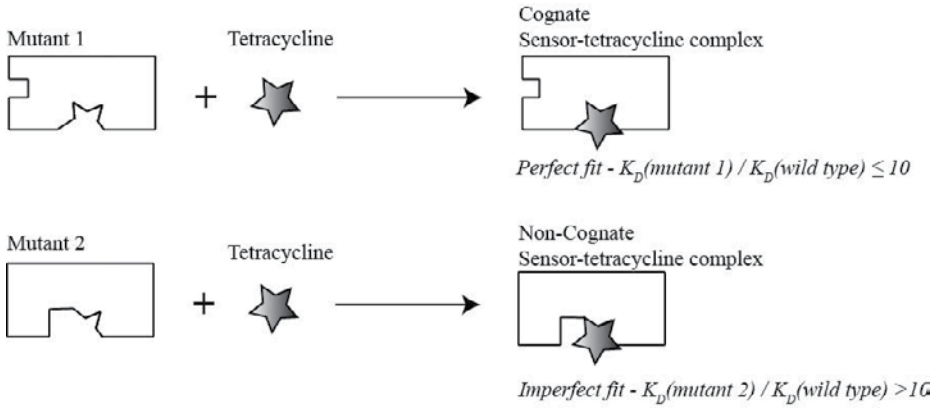 Mutant 1
+
Tetracycline
Cognate
Sensor-tetracycline complex
Perfect fit - K_D(mutant 1) / K_D(wild type) ≤ 10
Mutant 2
+
Tetracycline
Non-Cognate
Sensor-tetracycline complex
Imperfect fit - K_D(mutant 2) / K_D(wild type) >10